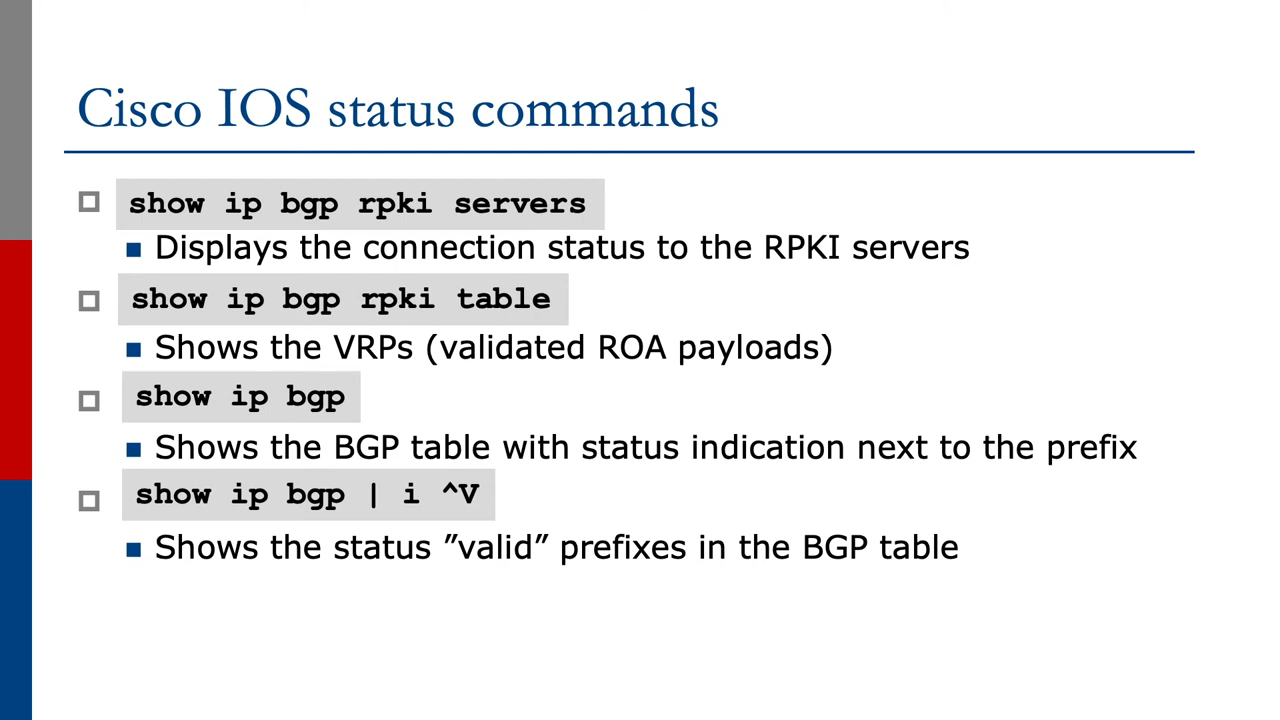 Cisco IOS status commands
show ip bgp rpki servers
Displays the connection status to the RPKI servers
show ip bgp rpki table
Shows the VRPs (validated ROA payloads)
show ip bgp
Shows the BGP table with status indication next to the prefix
show ip bgp | i ^V
Shows the status ”valid” prefixes in the BGP table